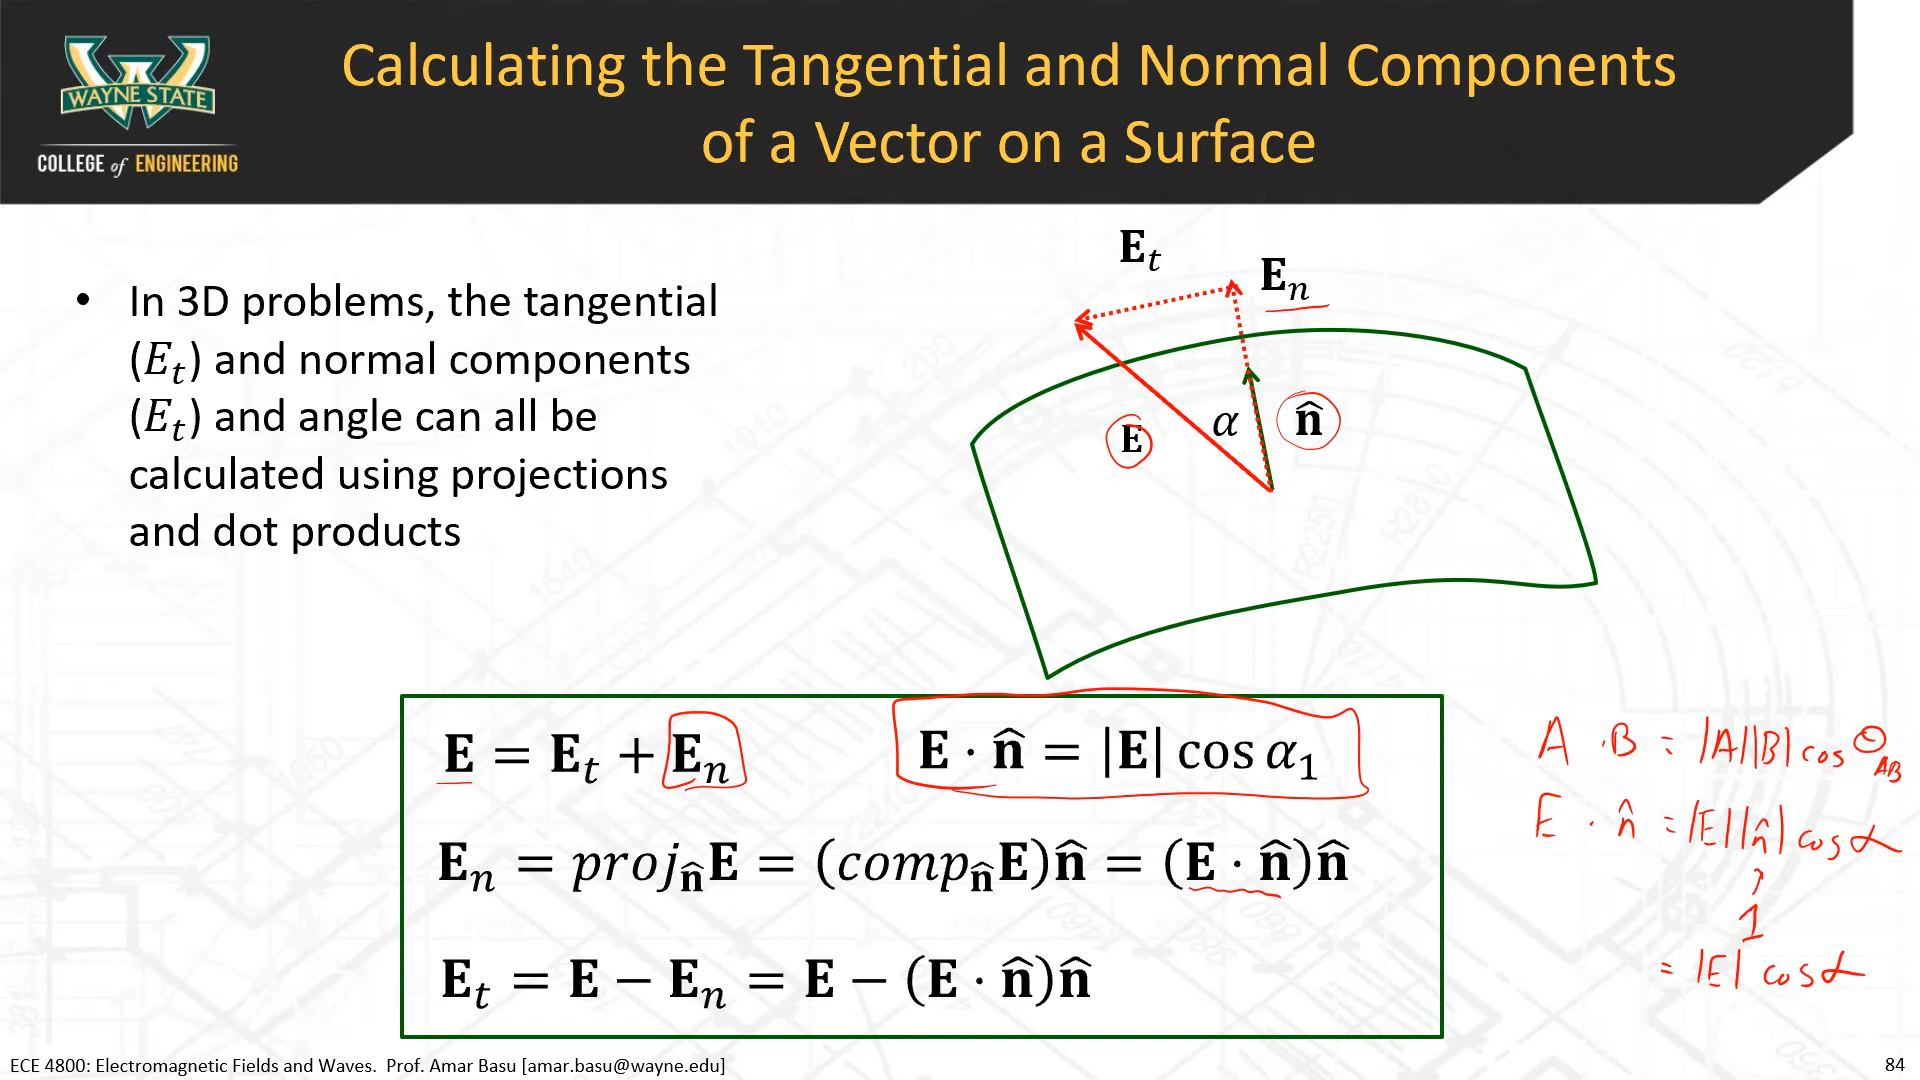 WAYNE STATE
COLLEGE of ENGINEERING
Calculating the Tangential and Normal Components
of a Vector on a Surface
• In 3D problems, the tangential
(E_t) and normal components
(E_t) and angle can all be
calculated using projections
and dot products
E_t
E_n
E
α
n̂
E = E_t + E_n
E · n̂ = |E| cos α_1
E_n = proj_n̂ E = (comp_n̂ E)n̂ = (E · n̂)n̂
E_t = E − E_n = E − (E · n̂)n̂
A · B = |A||B| cos θ_AB
E · n̂ = |E||n̂| cos α
1
= |E| cos α
ECE 4800: Electromagnetic Fields and Waves. Prof. Amar Basu [amar.basu@wayne.edu]
84